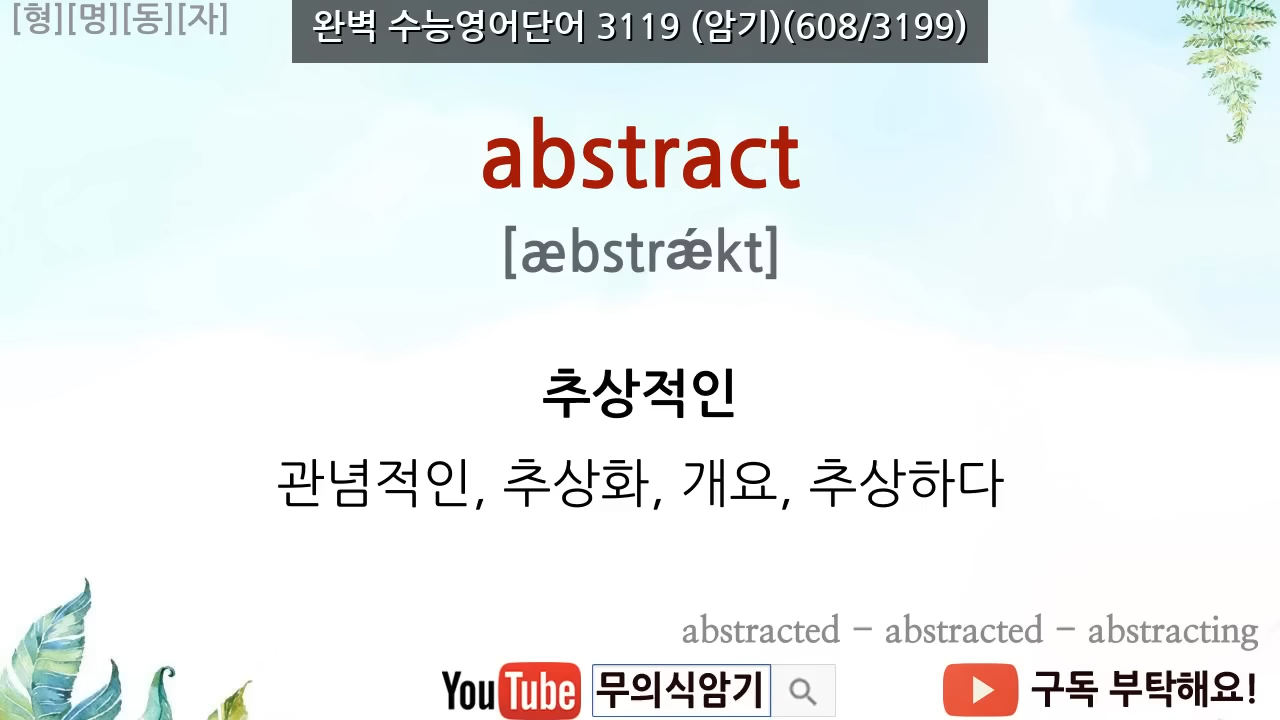 [형][명][동][자]
완벽 수능영어단어 3119 (암기)(608/3199)
abstract
[æbstrǽkt]
추상적인
관념적인, 추상화, 개요, 추상하다
abstracted - abstracted - abstracting
YouTube 무의식암기
구독 부탁해요!